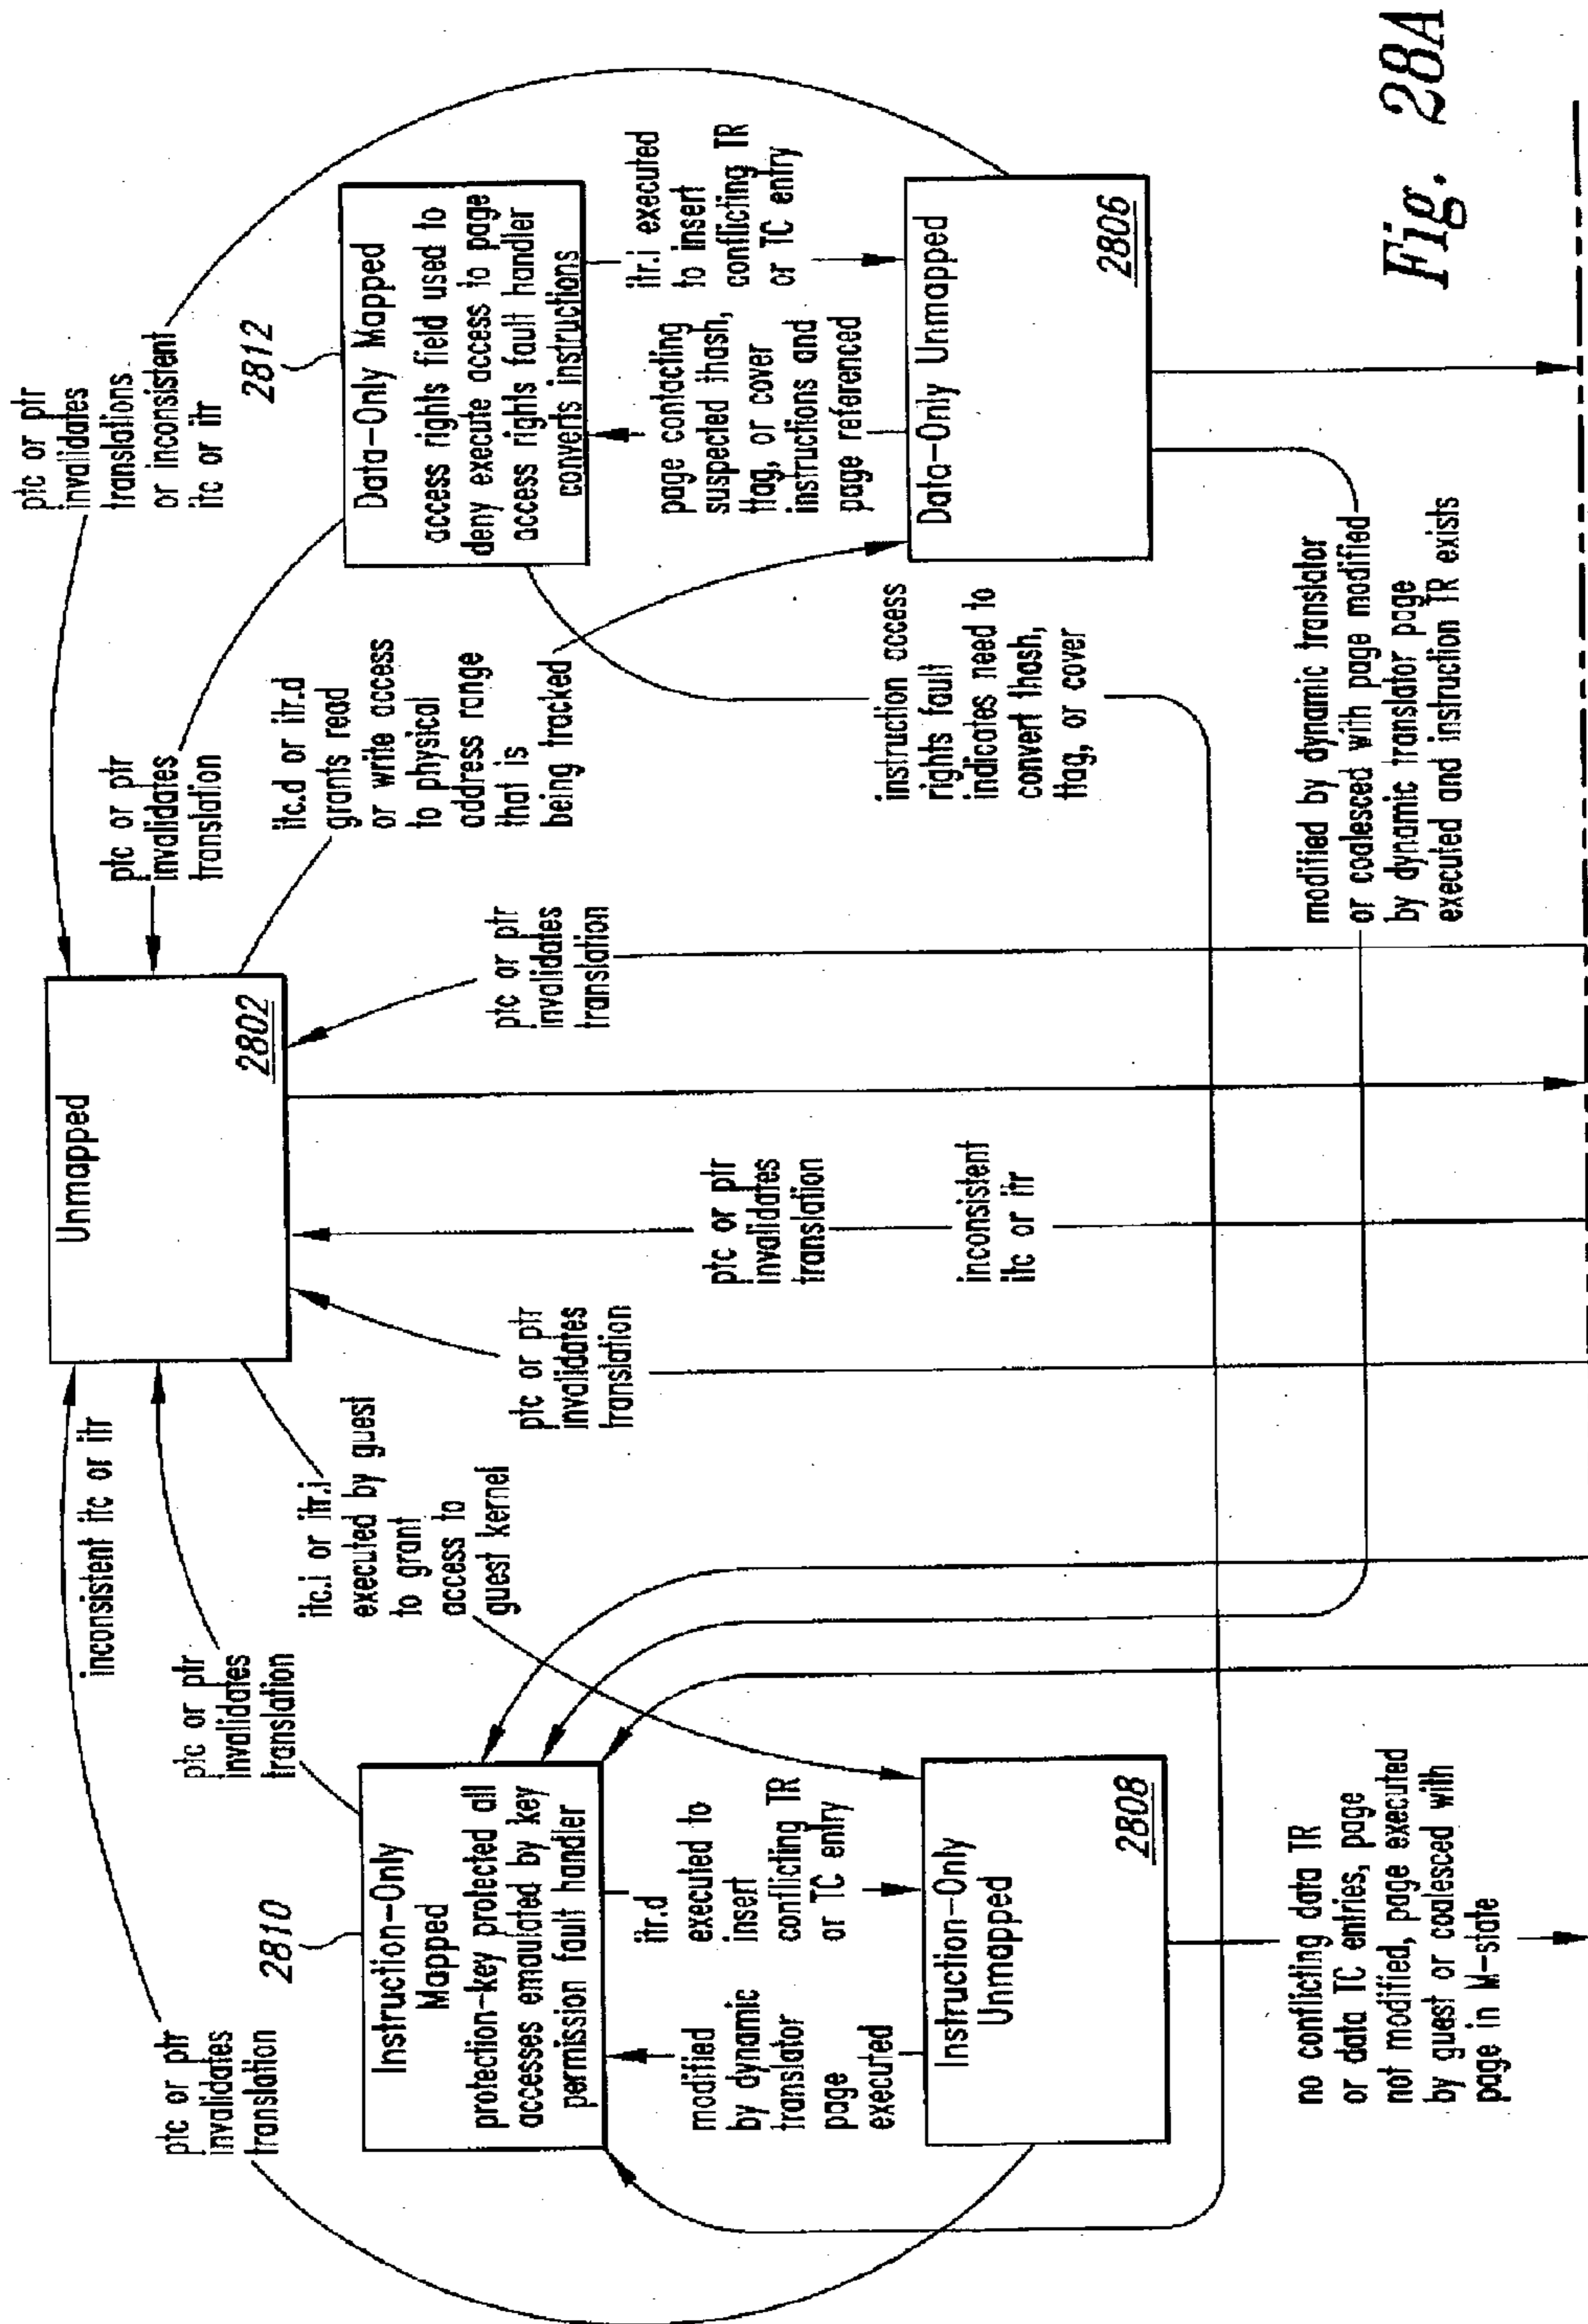 ptc or ptr
invalidates
translation
inconsistent itc or itr
ptc or ptr
invalidates
translation
itc.i or itr.i
executed by guest
to grant
access to
guest kernel
Unmapped
2802
ptc or ptr
invalidates
translation
ptc or ptr
invalidates
translation
inconsistent
itc or itr
ptc or ptr
invalidates
translation
ptc or ptr
invalidates
translations
or inconsistent
itc or itr
ptc or ptr
invalidates
translation
itc.d or itr.d
grants read
or write access
to physical
address range
that is
being tracked
2810
Instruction-Only
Mapped
protection-key protected all
accesses emaulated by key
permission fault handler
modified
by dynamic
translator
page
executed
itr.d
executed to
insert
conflicting TR
or TC entry
Instruction-Only
Unmapped
2808
no conflicting data TR
or data TC entries, page
not modified, page executed
by guest or coalesced with
page in M-state
2812
Data-Only Mapped
access rights field used to
deny execute access to page
access rights fault handler
converts instructions
page contacting
suspected thash,
ttag, or cover
instructions and
page referenced
itr.i executed
to insert
conflicting TR
or TC entry
Data-Only Unmapped
2806
instruction access
rights fault
indicates need to
convert thash,
ttag, or cover
modified by dynamic translator
or coalesced with page modified
by dynamic translator page
executed and instruction TR exists
Fig. 28A